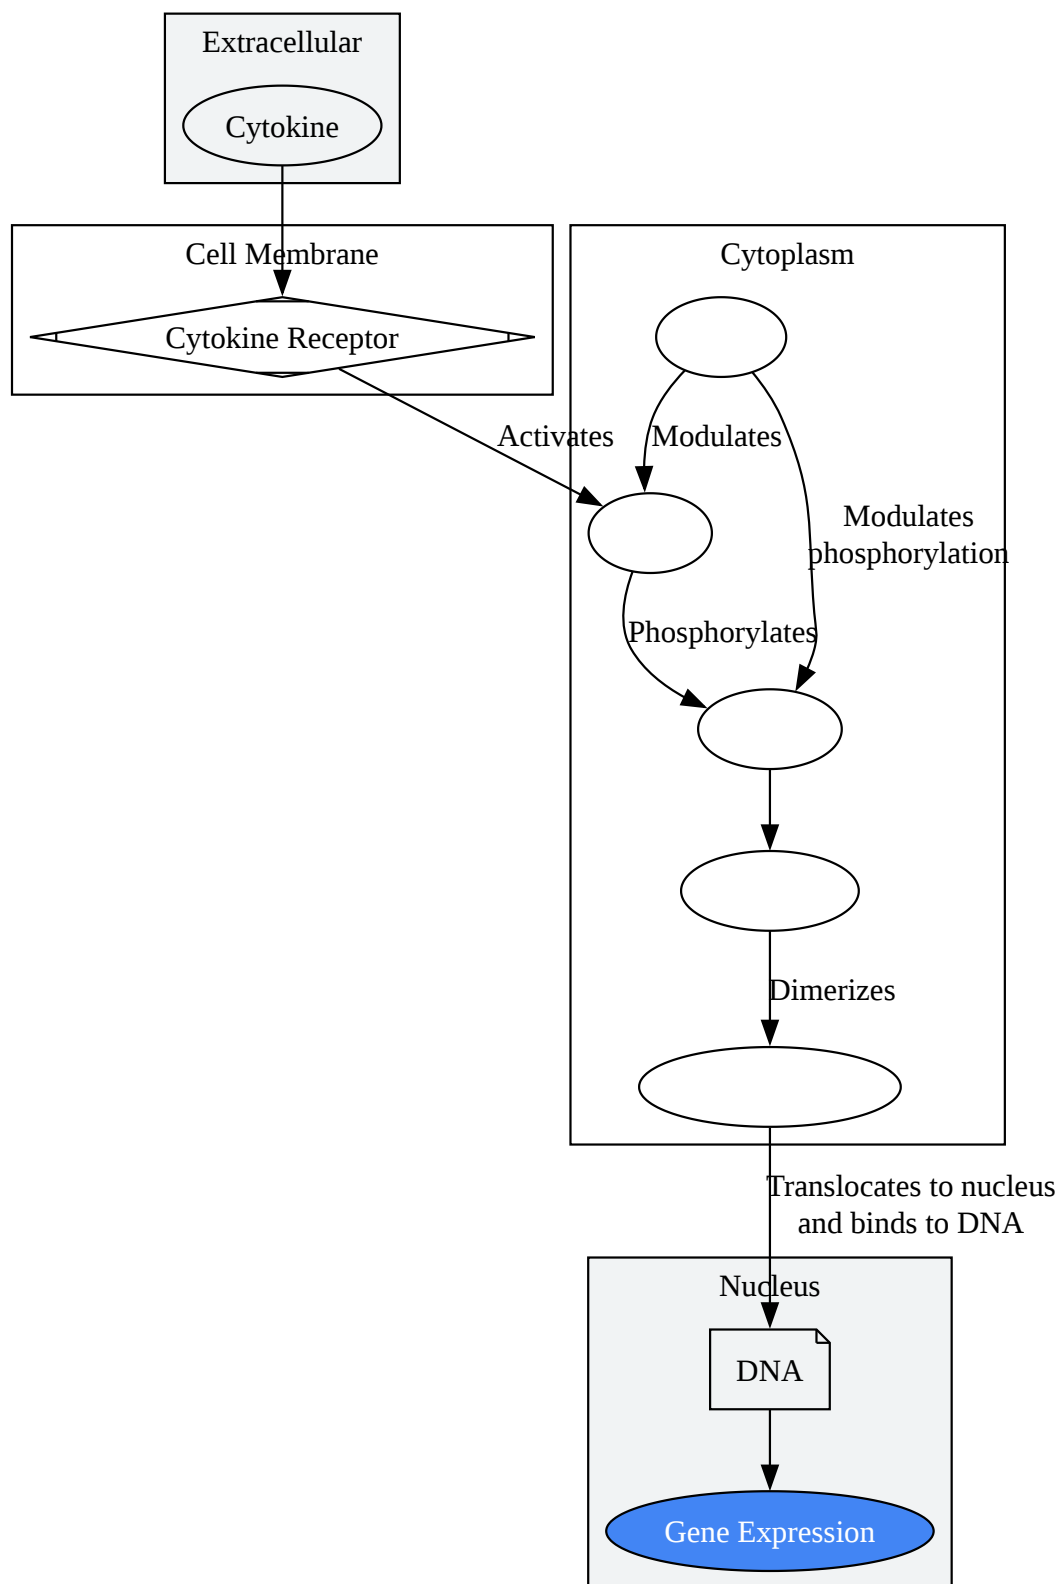 Extracellular
Cytokine
Cell Membrane
Cytoplasm
Cytokine Receptor
Activates
Modulates
Modulates
phosphorylation
Phosphorylates
Dimerizes
Translocates to nucleus
and binds to DNA
Nucleus
DNA
Gene Expression